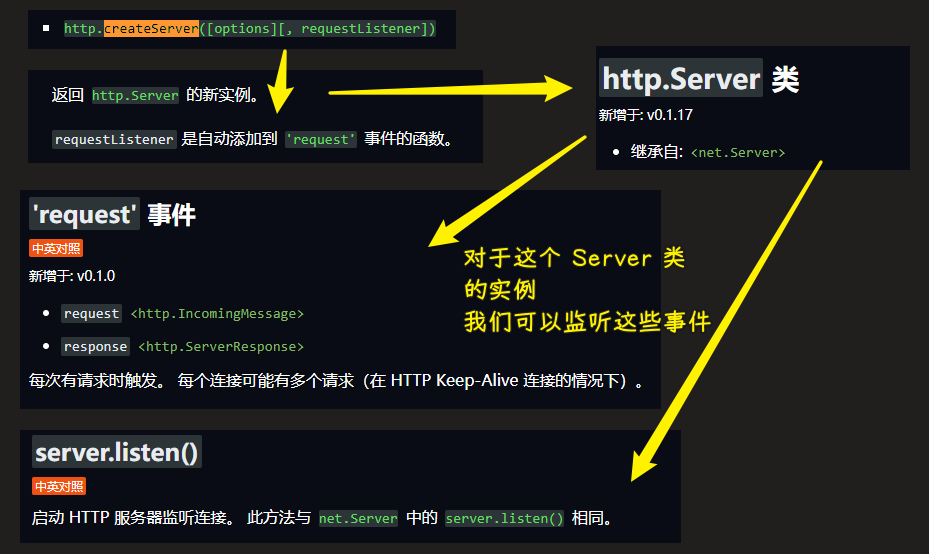 http.createServer([options][, requestListener])
返回 http.Server 的新实例。
requestListener 是自动添加到 'request' 事件的函数。
http.Server 类
新增于: v0.1.17
继承自: <net.Server>
'request' 事件
中英对照
新增于: v0.1.0
request <http.IncomingMessage>
response <http.ServerResponse>
每次有请求时触发。 每个连接可能有多个请求（在 HTTP Keep-Alive 连接的情况下）。
对于这个 Server 类
的实例
我们可以监听这些事件
server.listen()
中英对照
启动 HTTP 服务器监听连接。 此方法与 net.Server 中的 server.listen() 相同。